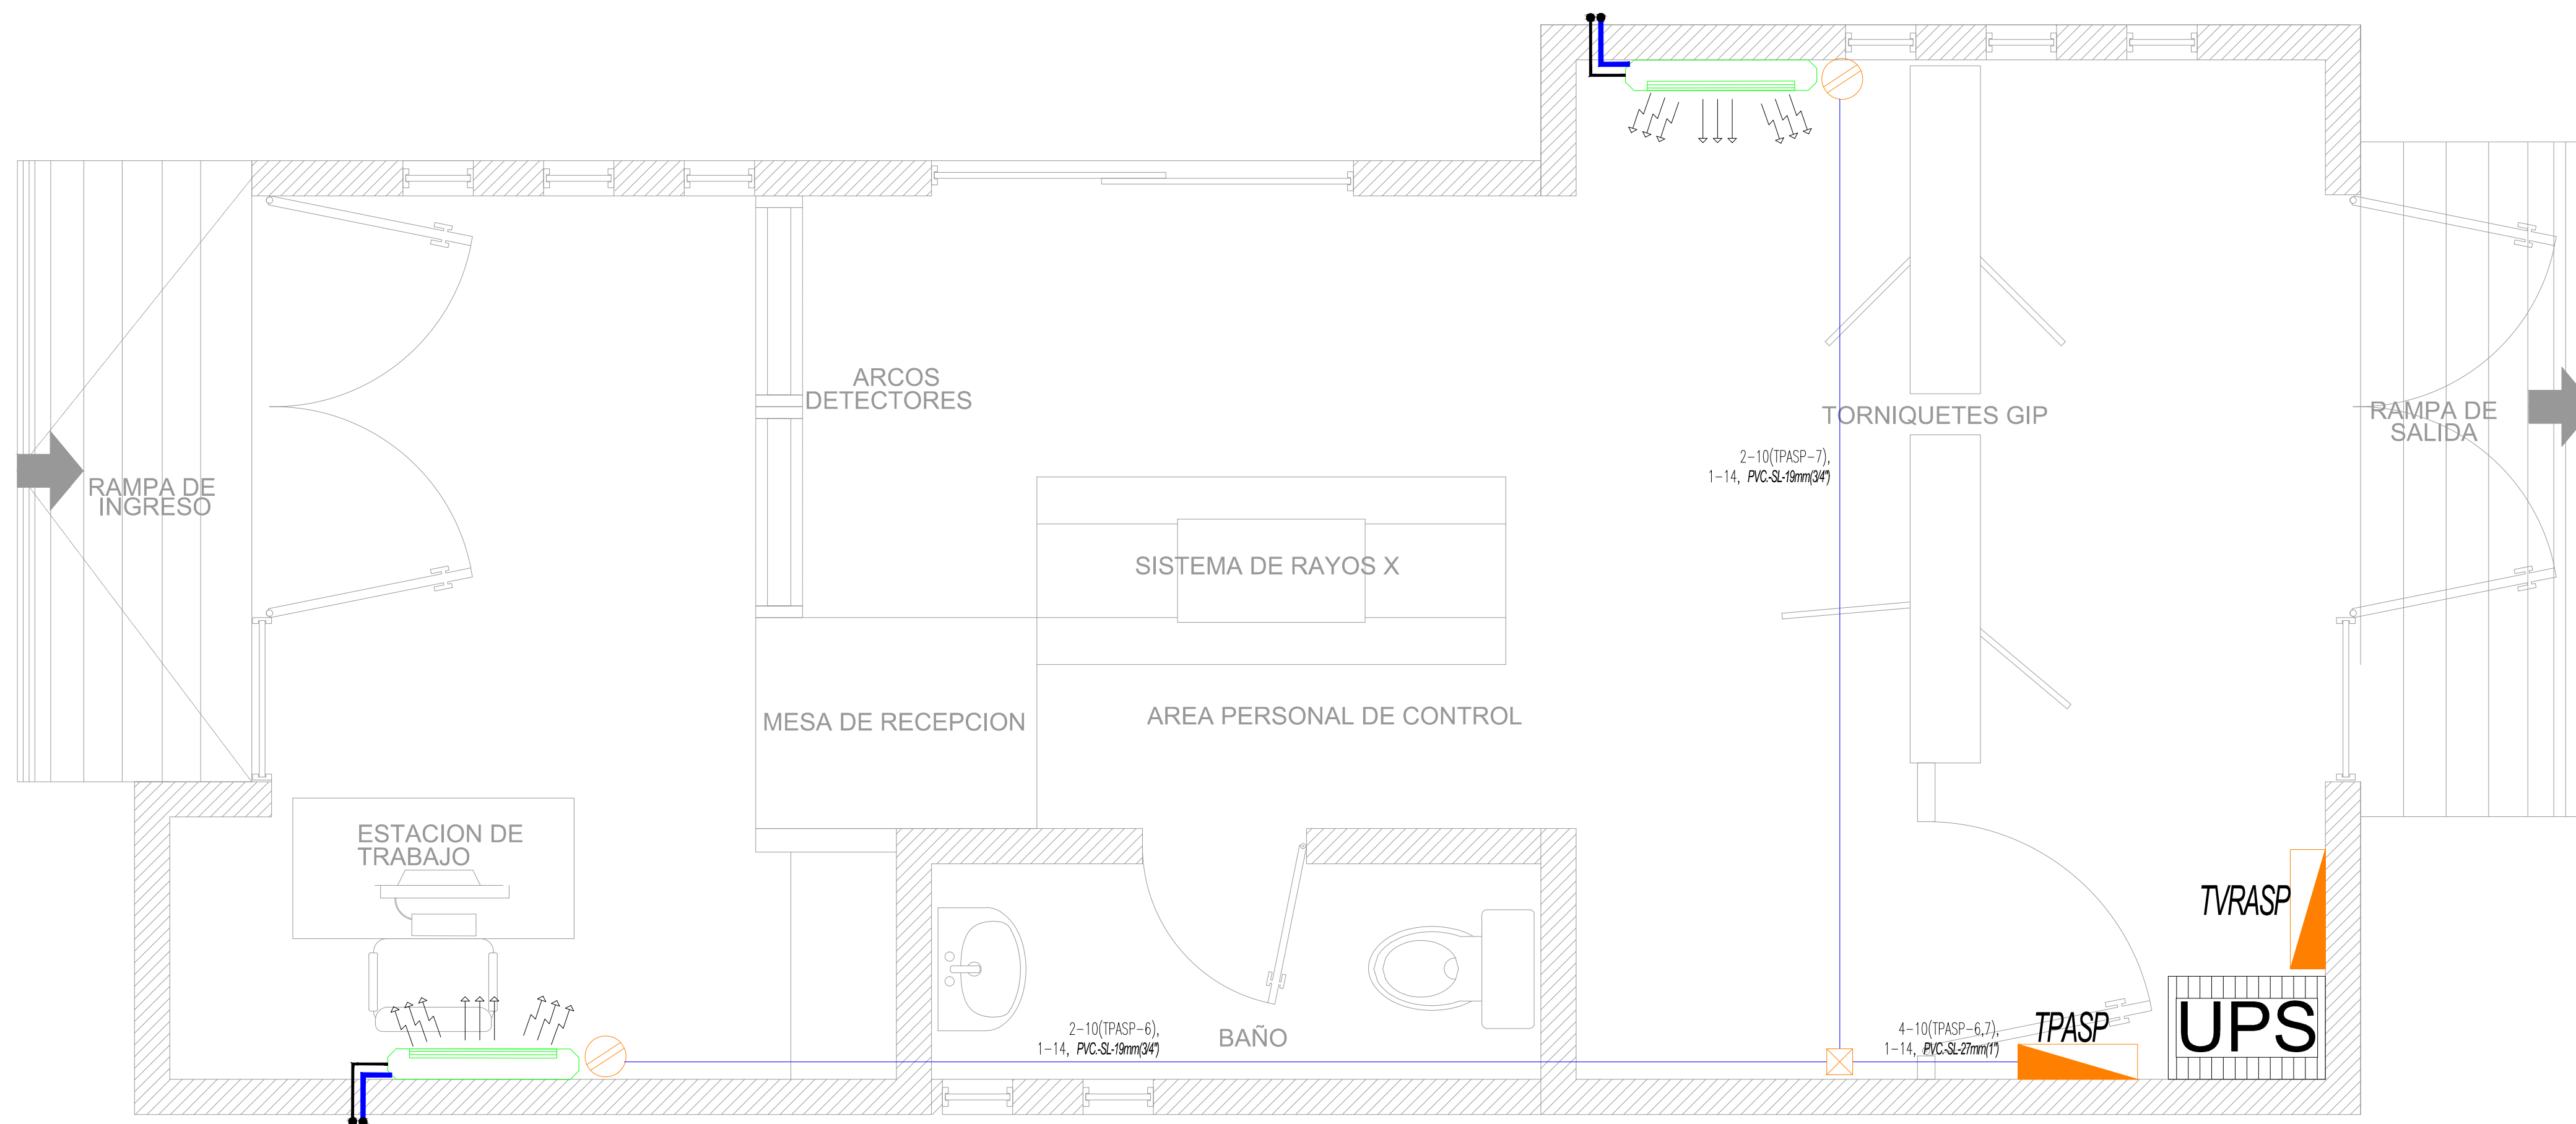 ARCOS
DETECTORES
TORNIQUETES GIP
RAMPA DE
SALIDA
2-10(TPASP-7),
1-14, PVC.-SL-19mm(3/4")
RAMPA DE
INGRESO
SISTEMA DE RAYOS X
MESA DE RECEPCION
AREA PERSONAL DE CONTROL
ESTACION DE
TRABAJO
TVRASP
2-10(TPASP-6),
1-14, PVC.-SL-19mm(3/4")
BAÑO
4-10(TPASP-6,7),
1-14, PVC.-SL-27mm(1")
TPASP
UPS